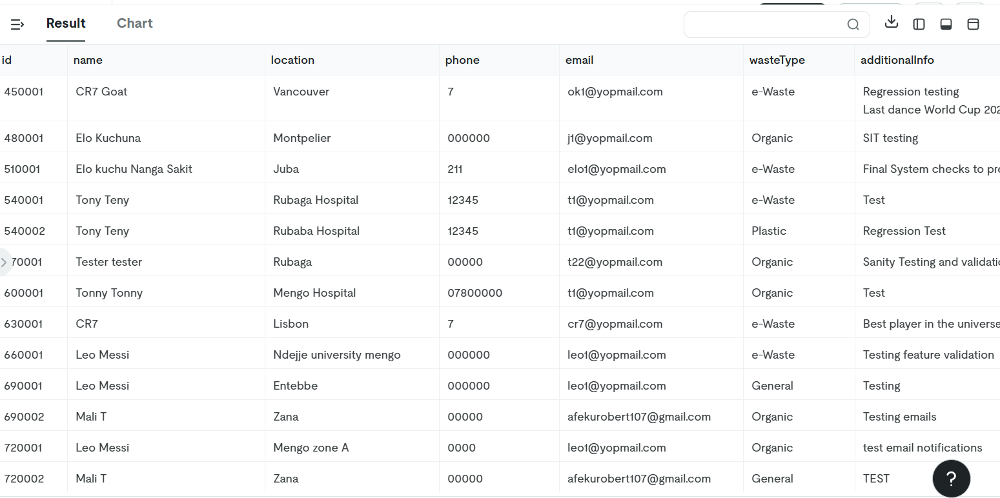 Result Chart
id name location phone email wasteType additionalInfo
450001 CR7 Goat Vancouver 7 ok1@yopmail.com e-Waste Regression testing
Last dance World Cup 202
480001 Elo Kuchuna Montpelier 000000 j1@yopmail.com Organic SIT testing
510001 Elo kuchu Nanga Sakit Juba 211 elo1@yopmail.com e-Waste Final System checks to pre
540001 Tony Teny Rubaga Hospital 12345 t1@yopmail.com e-Waste Test
540002 Tony Teny Rubaba Hospital 12345 t1@yopmail.com Plastic Regression Test
70001 Tester tester Rubaga 00000 t22@yopmail.com Organic Sanity Testing and validatio
600001 Tonny Tonny Mengo Hospital 07800000 t1@yopmail.com Organic Test
630001 CR7 Lisbon 7 cr7@yopmail.com e-Waste Best player in the universe
660001 Leo Messi Ndejje university mengo 000000 leo1@yopmail.com e-Waste Testing feature validation
690001 Leo Messi Entebbe 000000 leo1@yopmail.com General Testing
690002 Mali T Zana 00000 afekurobert107@gmail.com Organic Testing emails
720001 Leo Messi Mengo zone A 0000 leo1@yopmail.com Organic test email notifications
720002 Mali T Zana 00000 afekurobert107@gmail.com General TEST ?